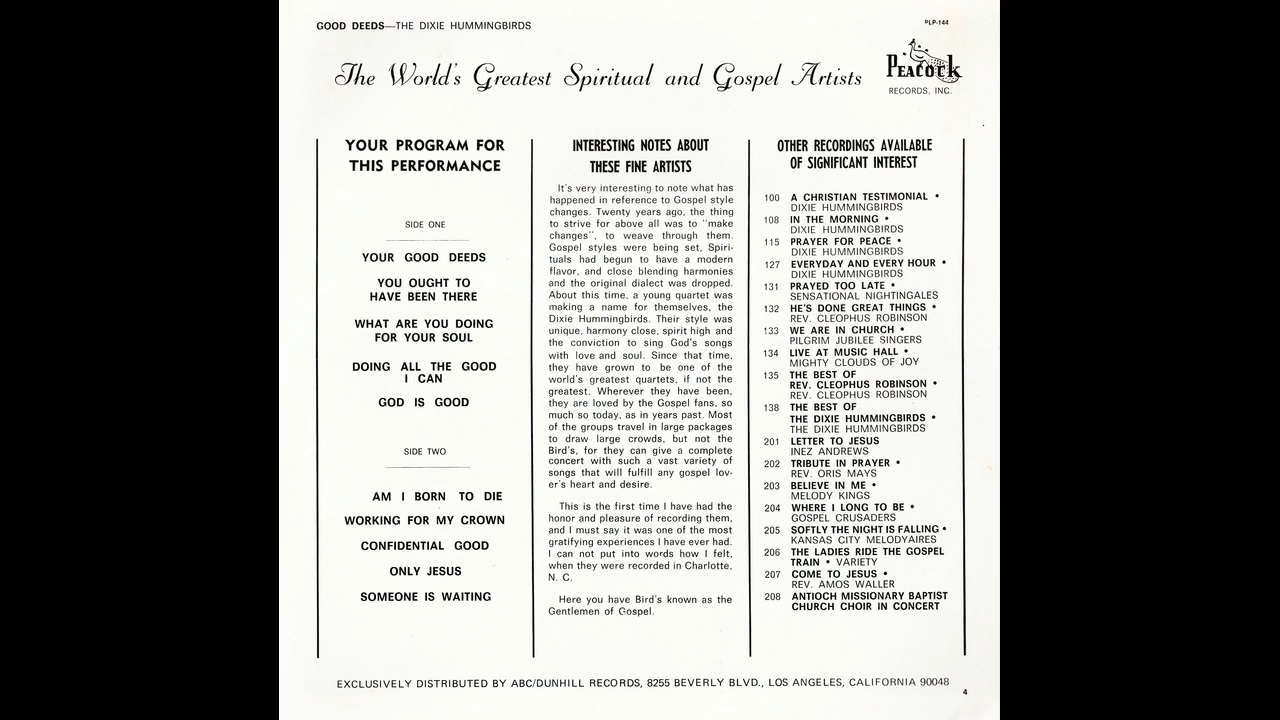 GOOD DEEDS—THE DIXIE HUMMINGBIRDS
PLP-144
The World's Greatest Spiritual and Gospel Artists
PEACOCK
RECORDS, INC.
YOUR PROGRAM FOR
THIS PERFORMANCE
SIDE ONE
YOUR GOOD DEEDS
YOU OUGHT TO
HAVE BEEN THERE
WHAT ARE YOU DOING
FOR YOUR SOUL
DOING ALL THE GOOD
I CAN
GOD IS GOOD
SIDE TWO
AM I BORN TO DIE
WORKING FOR MY CROWN
CONFIDENTIAL GOOD
ONLY JESUS
SOMEONE IS WAITING
INTERESTING NOTES ABOUT
THESE FINE ARTISTS
It's very interesting to note what has
happened in reference to Gospel style
changes. Twenty years ago, the thing
to strive for above all was to "make
changes", to weave through them.
Gospel styles were being set, Spiri-
tuals had begun to have a modern
flavor, and close blending harmonies
and the original dialect was dropped.
About this time, a young quartet was
making a name for themselves, the
Dixie Hummingbirds. Their style was
unique, harmony close, spirit high and
the conviction to sing God's songs
with love and soul. Since that time,
they have grown to be one of the
world's greatest quartets, if not the
greatest. Wherever they have been,
they are loved by the Gospel fans, so
much so today, as in years past. Most
of the groups travel in large packages
to draw large crowds, but not the
Bird's, for they can give a complete
concert with such a vast variety of
songs that will fulfill any gospel lov-
er's heart and desire.
This is the first time I have had the
honor and pleasure of recording them,
and I must say it was one of the most
gratifying experiences I have ever had.
I can not put into words how I felt,
when they were recorded in Charlotte,
N. C.
Here you have Bird's known as the
Gentlemen of Gospel.
OTHER RECORDINGS AVAILABLE
OF SIGNIFICANT INTEREST
100 A CHRISTIAN TESTIMONIAL •
DIXIE HUMMINGBIRDS
108 IN THE MORNING •
DIXIE HUMMINGBIRDS
115 PRAYER FOR PEACE •
DIXIE HUMMINGBIRDS
127 EVERYDAY AND EVERY HOUR •
DIXIE HUMMINGBIRDS
131 PRAYED TOO LATE •
SENSATIONAL NIGHTINGALES
132 HE'S DONE GREAT THINGS •
REV. CLEOPHUS ROBINSON
133 WE ARE IN CHURCH •
PILGRIM JUBILEE SINGERS
134 LIVE AT MUSIC HALL •
MIGHTY CLOUDS OF JOY
135 THE BEST OF
REV. CLEOPHUS ROBINSON •
REV. CLEOPHUS ROBINSON
138 THE BEST OF
THE DIXIE HUMMINGBIRDS •
THE DIXIE HUMMINGBIRDS
201 LETTER TO JESUS
INEZ ANDREWS
202 TRIBUTE IN PRAYER •
REV. ORIS MAYS
203 BELIEVE IN ME •
MELODY KINGS
204 WHERE I LONG TO BE •
GOSPEL CRUSADERS
205 SOFTLY THE NIGHT IS FALLING •
KANSAS CITY MELODYAIRES
206 THE LADIES RIDE THE GOSPEL
TRAIN • VARIETY
207 COME TO JESUS •
REV. AMOS WALLER
208 ANTIOCH MISSIONARY BAPTIST
CHURCH CHOIR IN CONCERT
EXCLUSIVELY DISTRIBUTED BY ABC/DUNHILL RECORDS, 8255 BEVERLY BLVD., LOS ANGELES, CALIFORNIA 90048
4